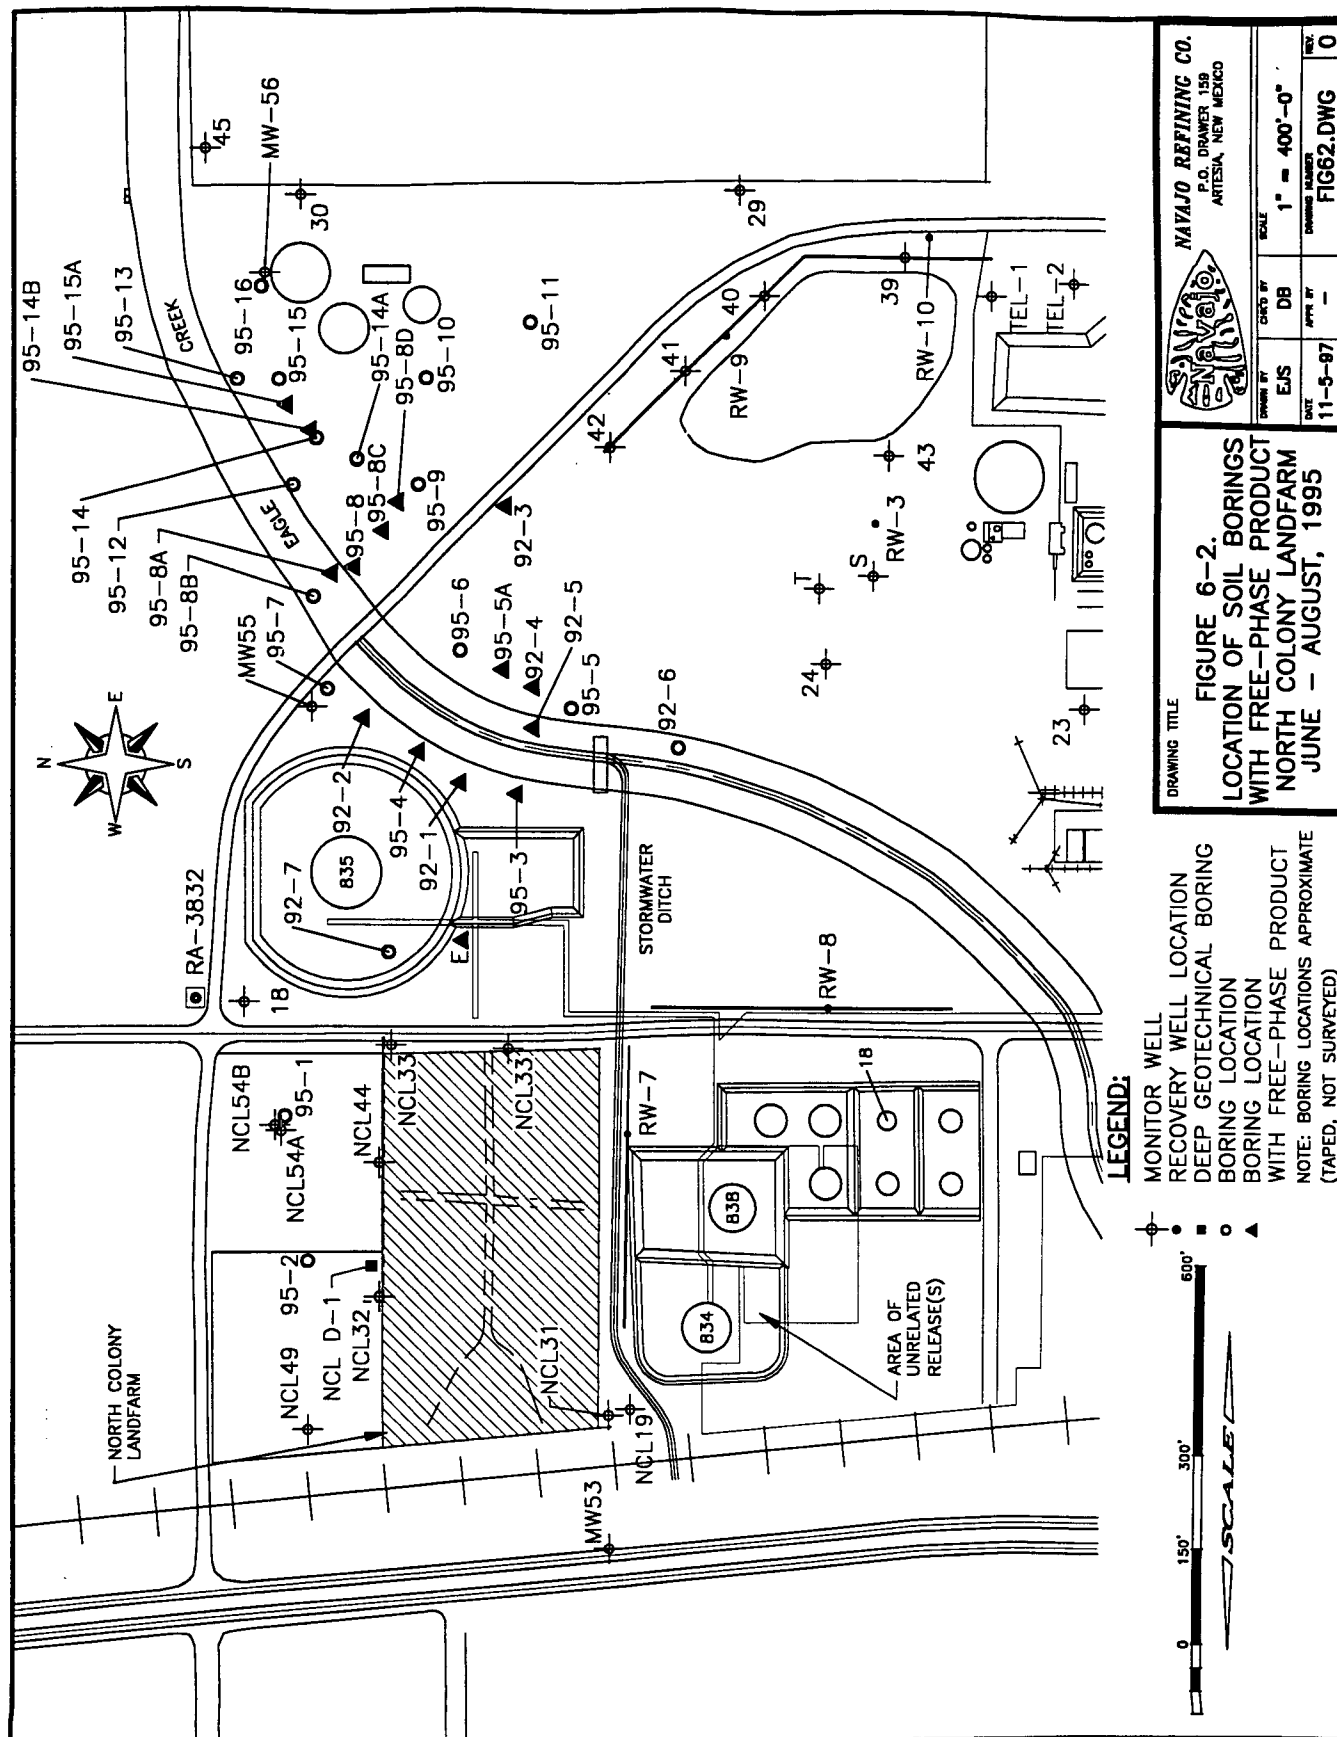 95-14B
95-15A
95-13
95-16
95-15
95-14A
95-8D
95-10
95-11
MW-56
45
30
29
CREEK
EAGLE
95-14
95-12
95-8A
95-8B
95-8
95-8C
95-9
92-3
MW55
95-7
95-6
95-5A
92-4
92-5
95-5
92-6
42
41
40
39
RW-9
RW-10
43
RW-3
S
T
24
23
TEL-1
TEL-2
N
E
S
W
RA-3832
18
92-7
835
92-2
95-4
92-1
95-3
E
STORMWATER
DITCH
RW-8
RW-7
18
838
834
AREA OF
UNRELATED
RELEASE(S)
NCL54B
95-1
NCL54A
NCL44
NCL33
NCL33
95-2
NCL49
NCL D-1
NCL32
NCL31
NCL19
MW53
NORTH COLONY
LANDFARM
LEGEND:
MONITOR WELL
RECOVERY WELL LOCATION
DEEP GEOTECHNICAL BORING
BORING LOCATION
BORING LOCATION
WITH FREE-PHASE PRODUCT
NOTE: BORING LOCATIONS APPROXIMATE
(TAPED, NOT SURVEYED)
0 150' 300' 600'
SCALE
DRAWING TITLE
FIGURE 6-2.
LOCATION OF SOIL BORINGS
WITH FREE-PHASE PRODUCT
NORTH COLONY LANDFARM
JUNE - AUGUST, 1995
Navajo
NAVAJO REFINING CO.
P.O. DRAWER 159
ARTESIA, NEW MEXICO
DRAWN BY
EJS
CHK'D BY
DB
SCALE
1" = 400'-0"
DATE
11-5-97
APPR BY
-
DRAWING NUMBER
FIG62.DWG
REV.
0